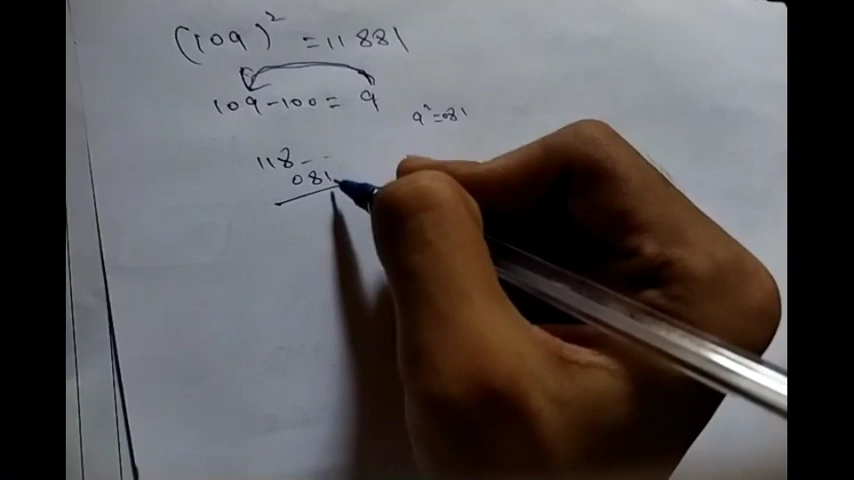 (109)² = 11881
109-100= 9
9²=081
118--
081